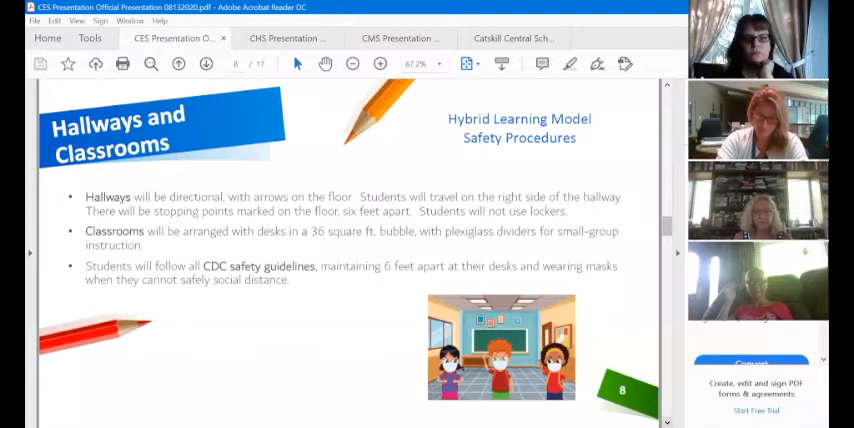 CES Presentation Official Presentation 08132020.pdf - Adobe Acrobat Reader DC
File Edit View Sign Window Help
Home Tools CES Presentation O... × CHS Presentation ... CMS Presentation ... Catskill Central Sch...
8 / 17 67.2%
Hallways and
Classrooms
Hybrid Learning Model
Safety Procedures
• Hallways will be directional, with arrows on the floor. Students will travel on the right side of the hallway.
There will be stopping points marked on the floor, six feet apart. Students will not use lockers.
• Classrooms will be arranged with desks in a 36 square ft. bubble, with plexiglass dividers for small-group
instruction.
• Students will follow all CDC safety guidelines, maintaining 6 feet apart at their desks and wearing masks
when they cannot safely social distance.
8
Convert
Create, edit and sign PDF
forms & agreements
Start Free Trial